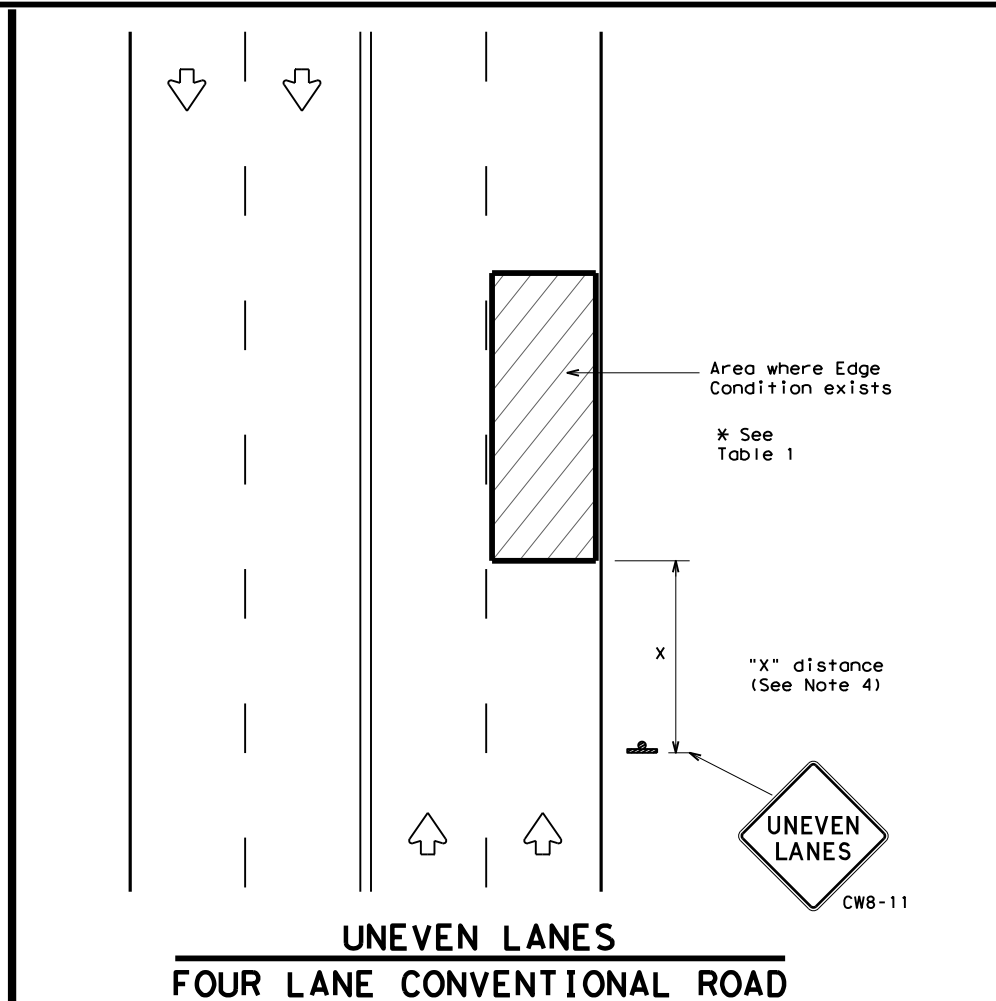 Area where Edge
Condition exists
* See
Table 1
X
"X" distance
(See Note 4)
UNEVEN
LANES
CW8-11
UNEVEN LANES
FOUR LANE CONVENTIONAL ROAD